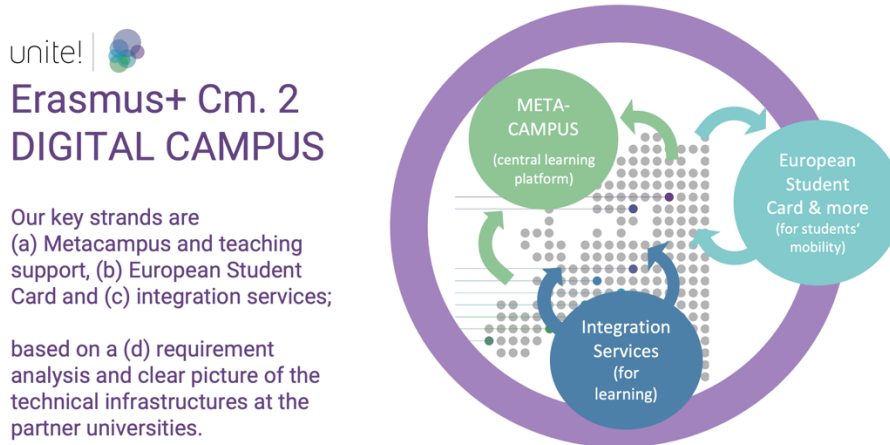 unite!
Erasmus+ Cm. 2
DIGITAL CAMPUS
Our key strands are
(a) Metacampus and teaching
support, (b) European Student
Card and (c) integration services;
based on a (d) requirement
analysis and clear picture of the
technical infrastructures at the
partner universities.
META-
CAMPUS
(central learning
platform)
European
Student
Card & more
(for students'
mobility)
Integration
Services
(for
learning)